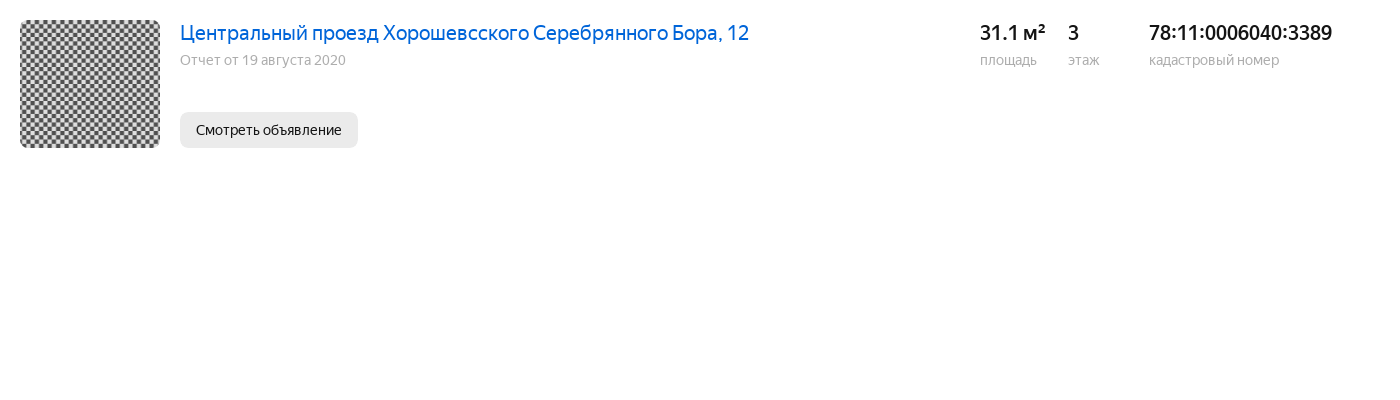 Центральный проезд Хорошевсского Серебрянного Бора, 12
Отчет от 19 августа 2020
Смотреть объявление
31.1 м²
площадь
3
этаж
78:11:0006040:3389
кадастровый номер